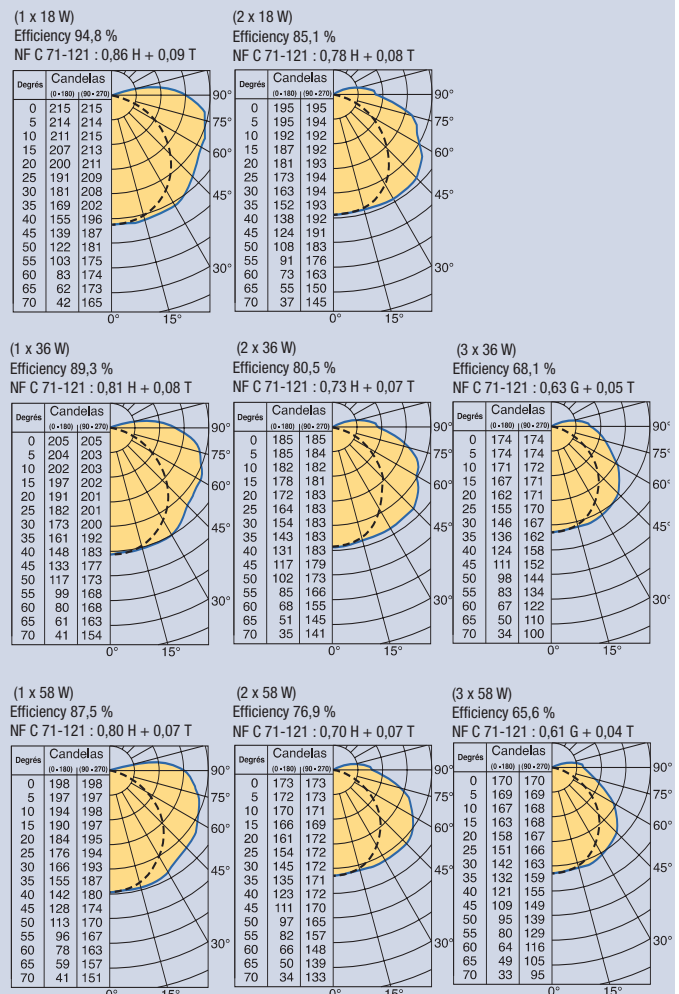 (1 x 18 W)
Efficiency 94,8 %
NF C 71-121 : 0,86 H + 0,09 T
Degrés Candelas
(0•180) (90•270)
0 215 215
5 214 214
10 211 215
15 207 213
20 200 211
25 191 209
30 181 208
35 169 202
40 155 196
45 139 187
50 122 181
55 103 175
60 83 174
65 62 173
70 42 165
90°
75°
60°
45°
30°
0° 15°
(2 x 18 W)
Efficiency 85,1 %
NF C 71-121 : 0,78 H + 0,08 T
Degrés Candelas
(0•180) (90•270)
0 195 195
5 195 194
10 192 192
15 187 192
20 181 193
25 173 194
30 163 194
35 152 193
40 138 192
45 124 191
50 108 183
55 91 176
60 73 163
65 55 150
70 37 145
90°
75°
60°
45°
30°
0° 15°
(1 x 36 W)
Efficiency 89,3 %
NF C 71-121 : 0,81 H + 0,08 T
Degrés Candelas
(0•180) (90•270)
0 205 205
5 204 203
10 202 203
15 197 202
20 191 201
25 182 201
30 173 200
35 161 192
40 148 183
45 133 177
50 117 173
55 99 168
60 80 168
65 61 163
70 41 154
90°
75°
60°
45°
30°
0° 15°
(2 x 36 W)
Efficiency 80,5 %
NF C 71-121 : 0,73 H + 0,07 T
Degrés Candelas
(0•180) (90•270)
0 185 185
5 185 184
10 182 182
15 178 181
20 172 183
25 164 183
30 154 183
35 143 183
40 131 183
45 117 179
50 102 173
55 85 166
60 68 155
65 51 145
70 35 141
90°
75°
60°
45°
30°
0° 15°
(3 x 36 W)
Efficiency 68,1 %
NF C 71-121 : 0,63 G + 0,05 T
Degrés Candelas
(0•180) (90•270)
0 174 174
5 174 174
10 171 172
15 167 171
20 162 171
25 155 170
30 146 167
35 136 162
40 124 158
45 111 152
50 98 144
55 83 134
60 67 122
65 50 110
70 34 100
90°
75°
60°
45°
30°
0° 15°
(1 x 58 W)
Efficiency 87,5 %
NF C 71-121 : 0,80 H + 0,07 T
Degrés Candelas
(0•180) (90•270)
0 198 198
5 197 197
10 194 198
15 190 197
20 184 195
25 176 194
30 166 193
35 155 187
40 142 180
45 128 174
50 113 170
55 96 167
60 78 163
65 59 157
70 41 151
90°
75°
60°
45°
30°
0° 15°
(2 x 58 W)
Efficiency 76,9 %
NF C 71-121 : 0,70 H + 0,07 T
Degrés Candelas
(0•180) (90•270)
0 173 173
5 172 173
10 170 171
15 166 169
20 161 172
25 154 172
30 145 172
35 135 171
40 123 172
45 111 170
50 97 165
55 82 157
60 66 148
65 50 139
70 34 133
90°
75°
60°
45°
30°
0° 15°
(3 x 58 W)
Efficiency 65,6 %
NF C 71-121 : 0,61 G + 0,04 T
Degrés Candelas
(0•180) (90•270)
0 170 170
5 169 169
10 167 168
15 163 168
20 158 167
25 151 166
30 142 163
35 132 159
40 121 155
45 109 149
50 95 139
55 80 129
60 64 116
65 49 105
70 33 95
90°
75°
60°
45°
30°
0° 15°